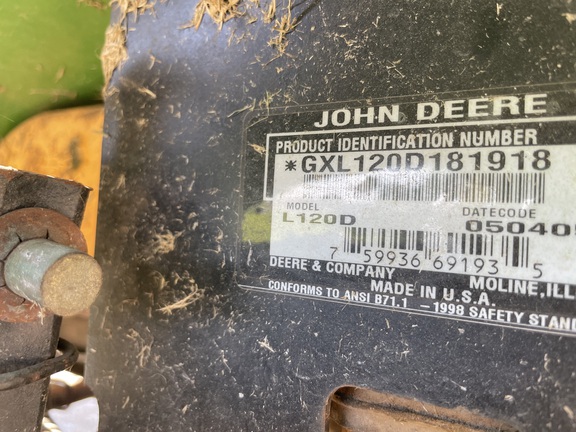 JOHN DEERE
PRODUCT IDENTIFICATION NUMBER
*GXL120D181918
MODEL DATECODE
L120D
7 59936 69193 5
DEERE & COMPANY MOLINE,
MADE IN U.S.A.
CONFORMS TO ANSI B71.1 - 1998 SAFETY